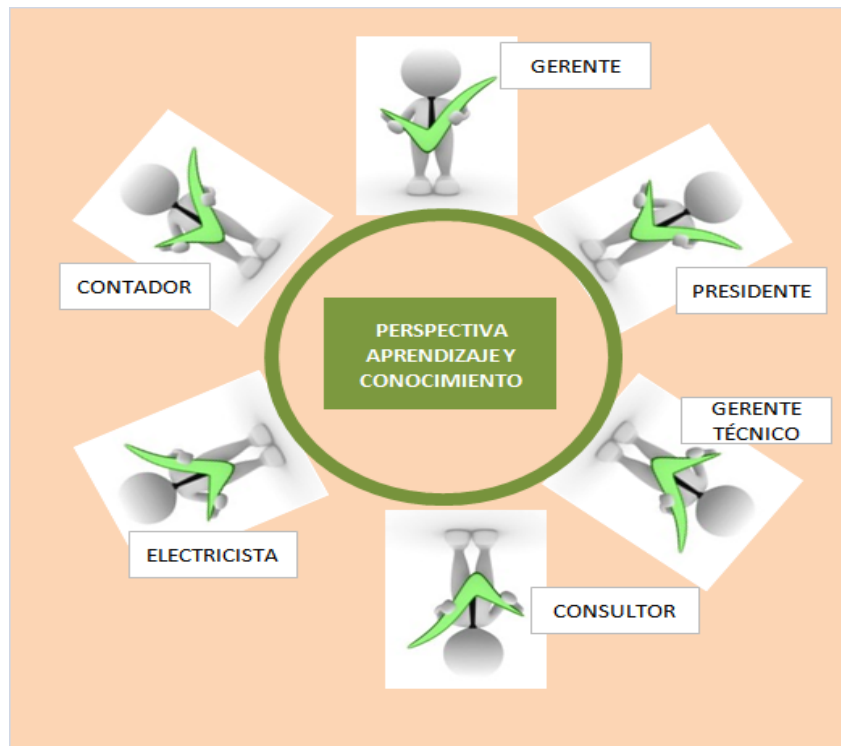 GERENTE
CONTADOR
PRESIDENTE
PERSPECTIVA
APRENDIZAJE Y
CONOCIMIENTO
GERENTE
TÉCNICO
ELECTRICISTA
CONSULTOR